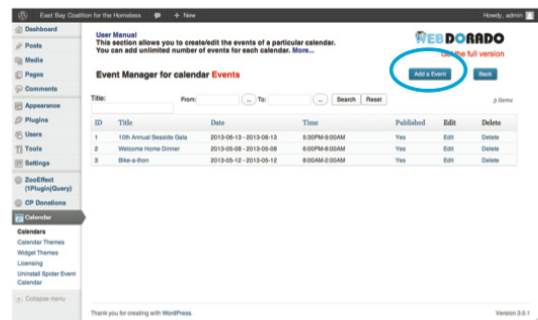 East Bay Coalition for the Homeless + New Howdy, admin
Dashboard
Posts
Media
Pages
Comments
Appearance
Plugins
Users
Tools
Settings
ZooEffect
(1Plugin|jQuery)
CP Donations
Calendar
Calendars
Calendar Themes
Widget Themes
Licensing
Uninstall Spider Event
Calendar
Collapse menu
User Manual
This section allows you to create/edit the events of a particular calendar.
You can add unlimited number of events for each calendar. More...
WEBDORADO
Get the full version
Event Manager for calendar Events
Add a Event Back
Title: From: ... To: ... Search Reset
3 items
ID Title Date Time Published Edit Delete
1 10th Annual Seaside Gala 2013-06-13 - 2013-06-13 5:30PM-8:00AM Yes Edit Delete
2 Welcome Home Dinner 2013-05-08 - 2013-05-08 6:00PM-8:00AM Yes Edit Delete
3 Bike-a-thon 2013-05-12 - 2013-05-12 8:00AM-2:00AM Yes Edit Delete
Thank you for creating with WordPress.
Version 3.5.1